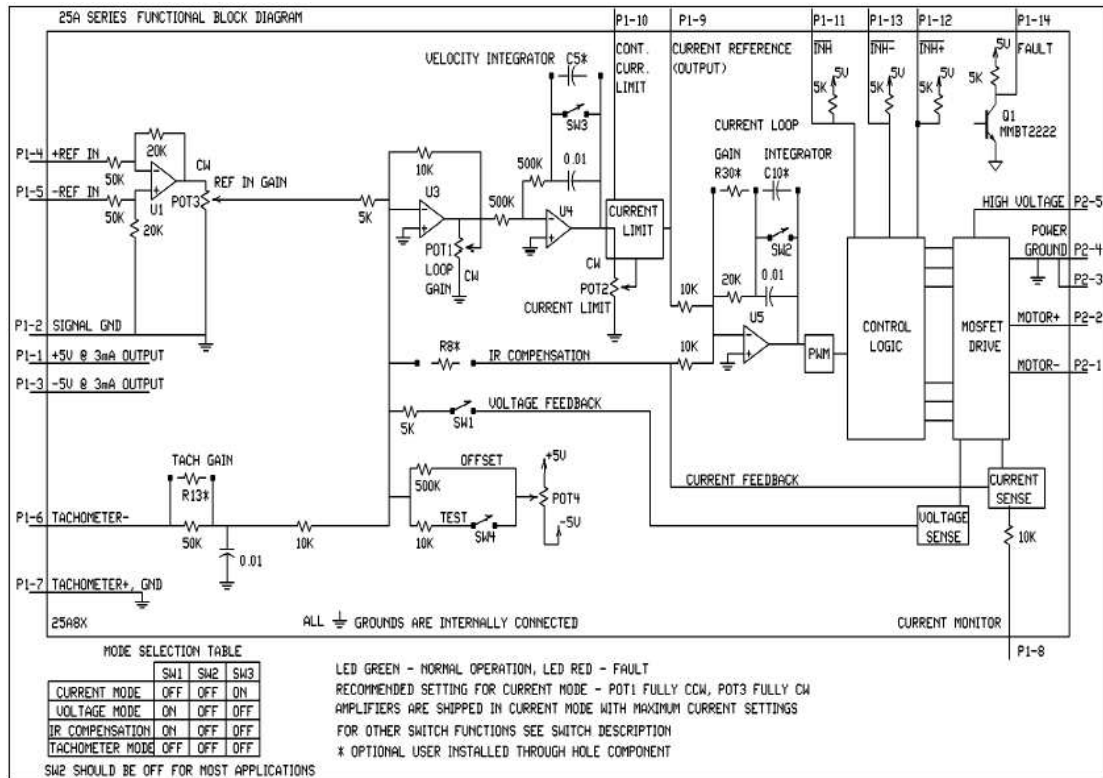 25A SERIES FUNCTIONAL BLOCK DIAGRAM
P1-10
P1-9
P1-11
P1-13
P1-12
P1-14
CONT.
CURR.
LIMIT
CURRENT REFERENCE
(OUTPUT)
INH
INH-
INH+
FAULT
5V
5V
5V
5V
5K
5K
5K
5K
VELOCITY INTEGRATOR C5*
SW3
Q1
MMBT2222
CURRENT LOOP
GAIN
R30*
INTEGRATOR
C10*
SW2
P1-4 +REF IN
20K
50K
P1-5 -REF IN
50K
U1
20K
CW
POT3
REF IN GAIN
5K
10K
U3
POT1
LOOP
GAIN
CW
500K
500K
0.01
U4
CURRENT
LIMIT
CW
POT2
CURRENT LIMIT
20K
0.01
10K
10K
U5
PWM
CONTROL
LOGIC
MOSFET
DRIVE
HIGH VOLTAGE P2-5
POWER
GROUND P2-4
P2-3
MOTOR+ P2-2
MOTOR- P2-1
P1-2 SIGNAL GND
P1-1 +5V @ 3mA OUTPUT
P1-3 -5V @ 3mA OUTPUT
R8*
IR COMPENSATION
5K
SW1
VOLTAGE FEEDBACK
OFFSET
500K
TEST
10K
SW4
+5V
POT4
-5V
CURRENT FEEDBACK
CURRENT
SENSE
VOLTAGE
SENSE
10K
TACH GAIN
R13*
P1-6 TACHOMETER-
50K
0.01
10K
P1-7 TACHOMETER+, GND
25A8X
ALL GROUNDS ARE INTERNALLY CONNECTED
CURRENT MONITOR
P1-8
MODE SELECTION TABLE
SW1 SW2 SW3
CURRENT MODE OFF OFF ON
VOLTAGE MODE ON OFF OFF
IR COMPENSATION ON OFF OFF
TACHOMETER MODE OFF OFF OFF
SW2 SHOULD BE OFF FOR MOST APPLICATIONS
LED GREEN - NORMAL OPERATION, LED RED - FAULT
RECOMMENDED SETTING FOR CURRENT MODE - POT1 FULLY CCW, POT3 FULLY CW
AMPLIFIERS ARE SHIPPED IN CURRENT MODE WITH MAXIMUM CURRENT SETTINGS
FOR OTHER SWITCH FUNCTIONS SEE SWITCH DESCRIPTION
* OPTIONAL USER INSTALLED THROUGH HOLE COMPONENT